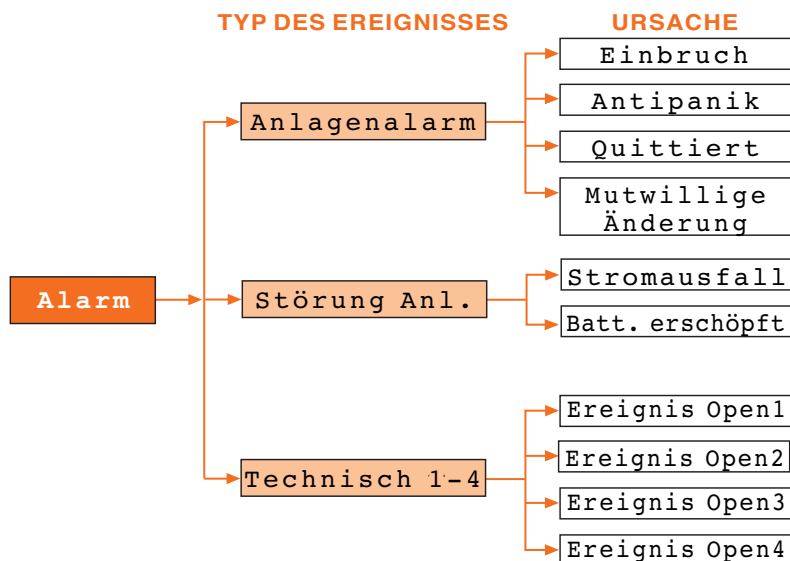 TYP DES EREIGNISSES
URSACHE
Einbruch
Antipanik
Anlagenalarm
Quittiert
Mutwillige
Änderung
Alarm
Störung Anl.
Stromausfall
Batt. erschöpft
Technisch 1-4
Ereignis Open1
Ereignis Open2
Ereignis Open3
Ereignis Open4